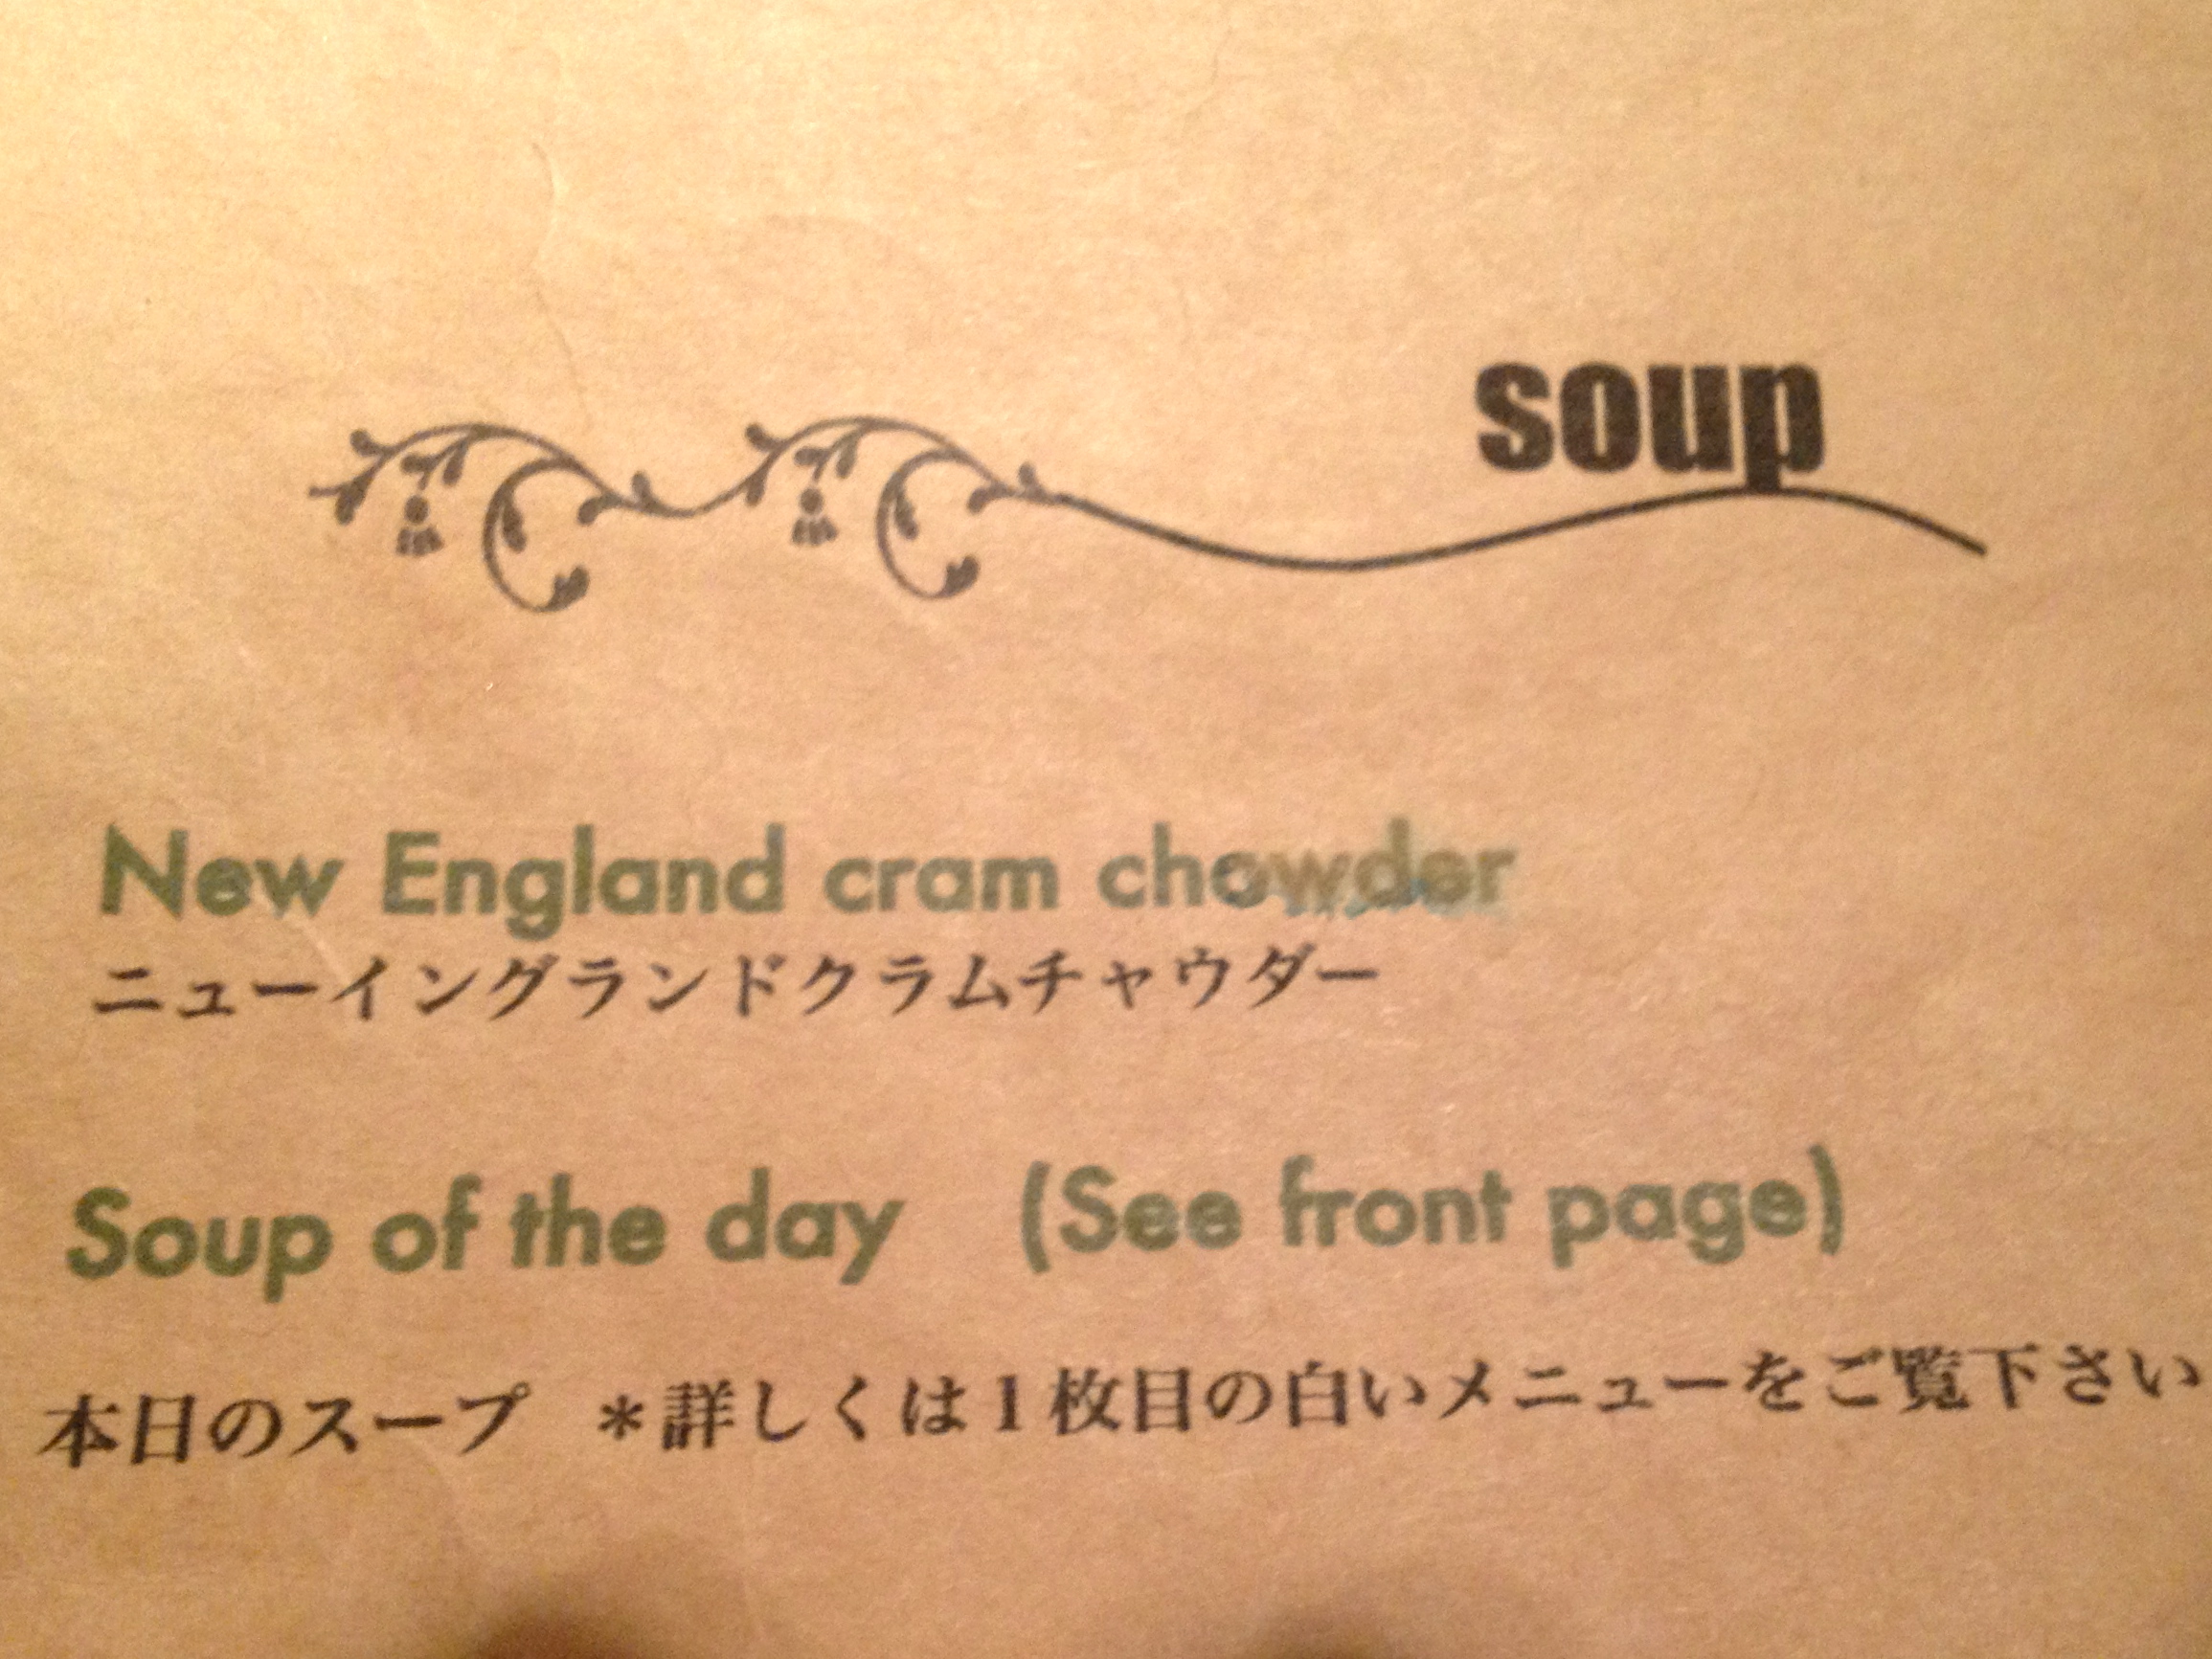 soup
New England cram chowder
ニューイングランドクラムチャウダー
Soup of the day (See front page)
本日のスープ ＊詳しくは１枚目の白いメニューをご覧下さい